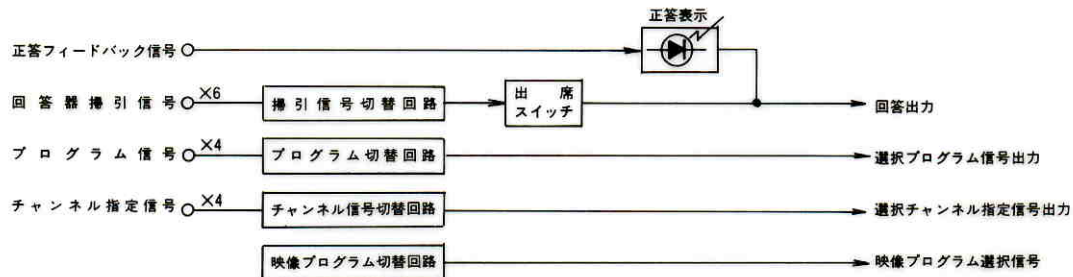 正答表示
正答フィードバック信号
回答器掃引信号 ×6 掃引信号切替回路 出席スイッチ 回答出力
プログラム信号 ×4 プログラム切替回路 選択プログラム信号出力
チャンネル指定信号 ×4 チャンネル信号切替回路 選択チャンネル指定信号出力
映像プログラム切替回路 映像プログラム選択信号